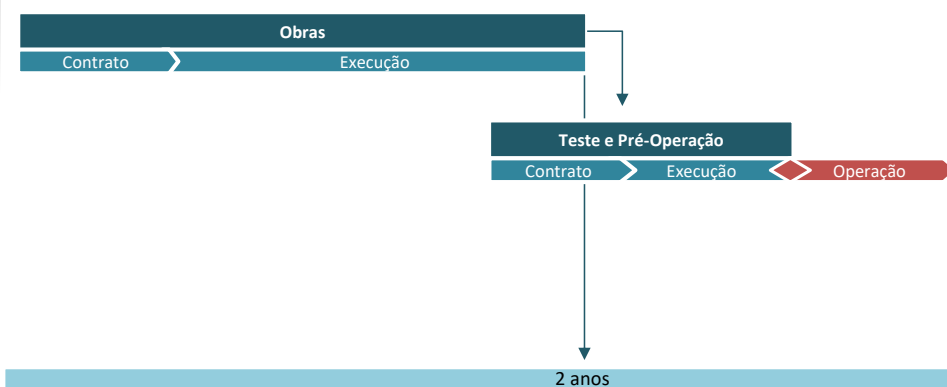 Obras
Contrato
Execução
Teste e Pré-Operação
Contrato
Execução
Operação
2 anos